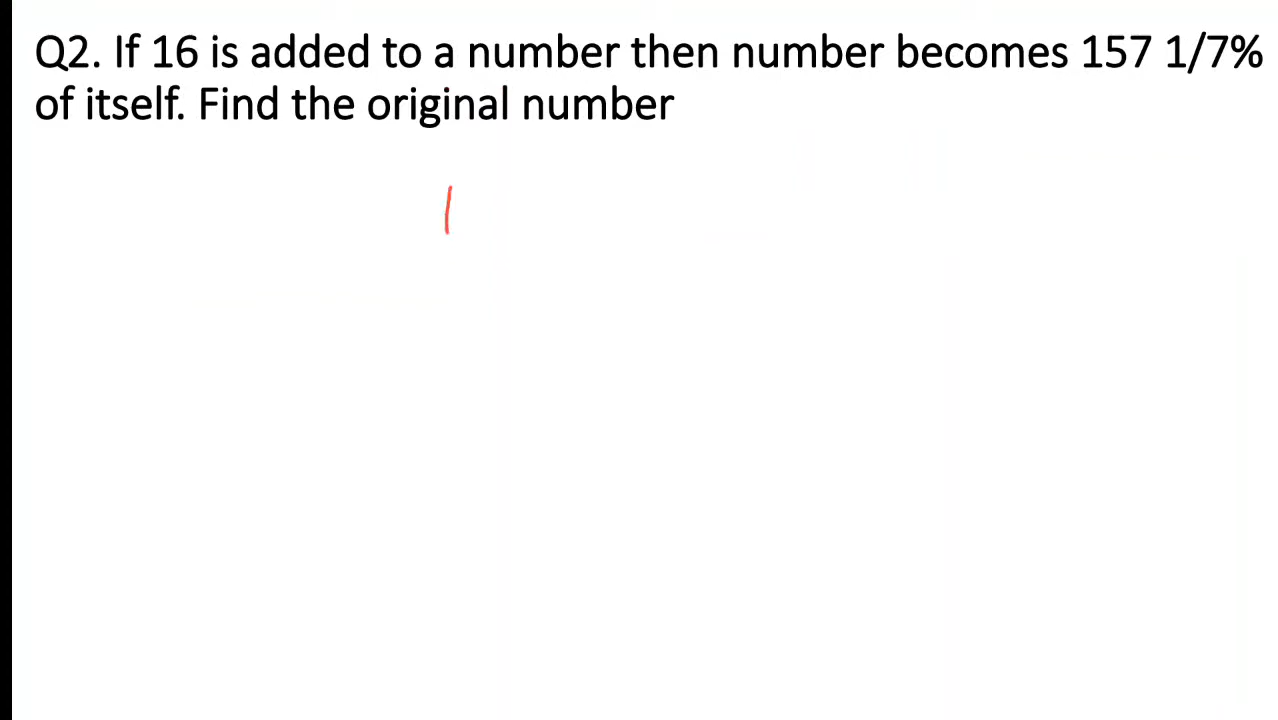 Q2. If 16 is added to a number then number becomes 157 1/7%
of itself. Find the original number